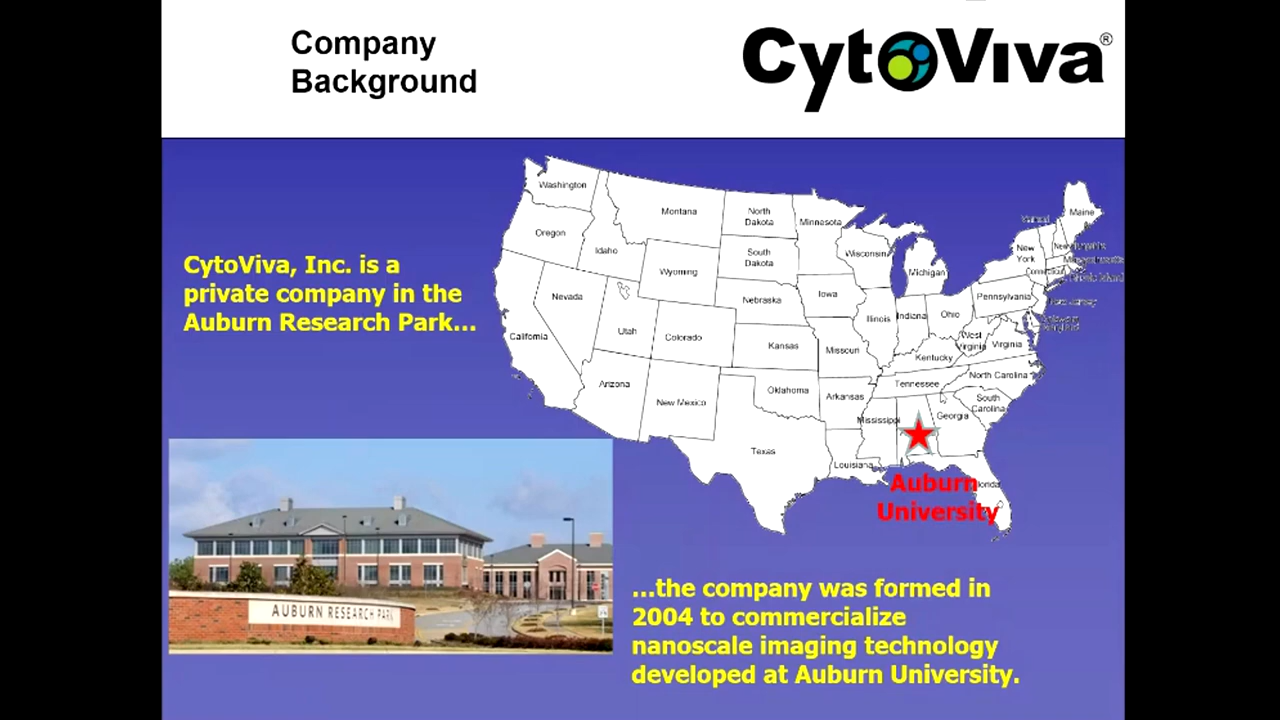 Company
Background
CytoViva®
Washington
Oregon
Idaho
Montana
Wyoming
North
Dakota
South
Dakota
Nebraska
Minnesota
Iowa
Wisconsin
Michigan
Illinois
Indiana
Ohio
Pennsylvania
New
York
Maine
Nevada
Utah
California
Colorado
Kansas
Missouri
Kentucky
West
Virginia
Virginia
Arizona
New Mexico
Oklahoma
Arkansas
Tennessee
North Carolina
South
Carolina
Georgia
Mississippi
Texas
Louisiana
CytoViva, Inc. is a
private company in the
Auburn Research Park...
Auburn
University
AUBURN RESEARCH PARK
...the company was formed in
2004 to commercialize
nanoscale imaging technology
developed at Auburn University.